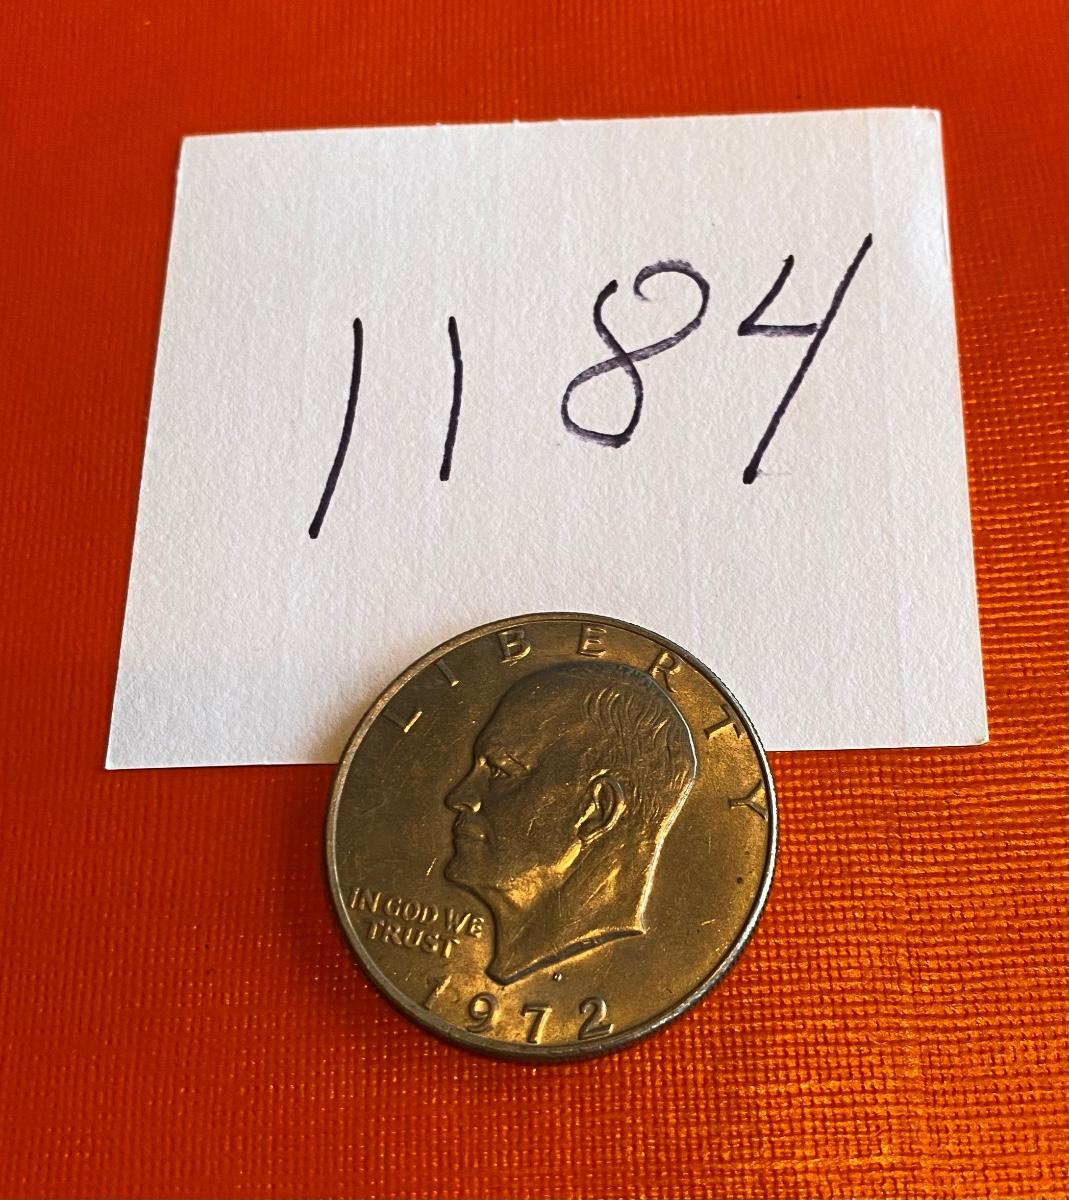 1184
LIBERTY
IN GOD WE
TRUST
1972